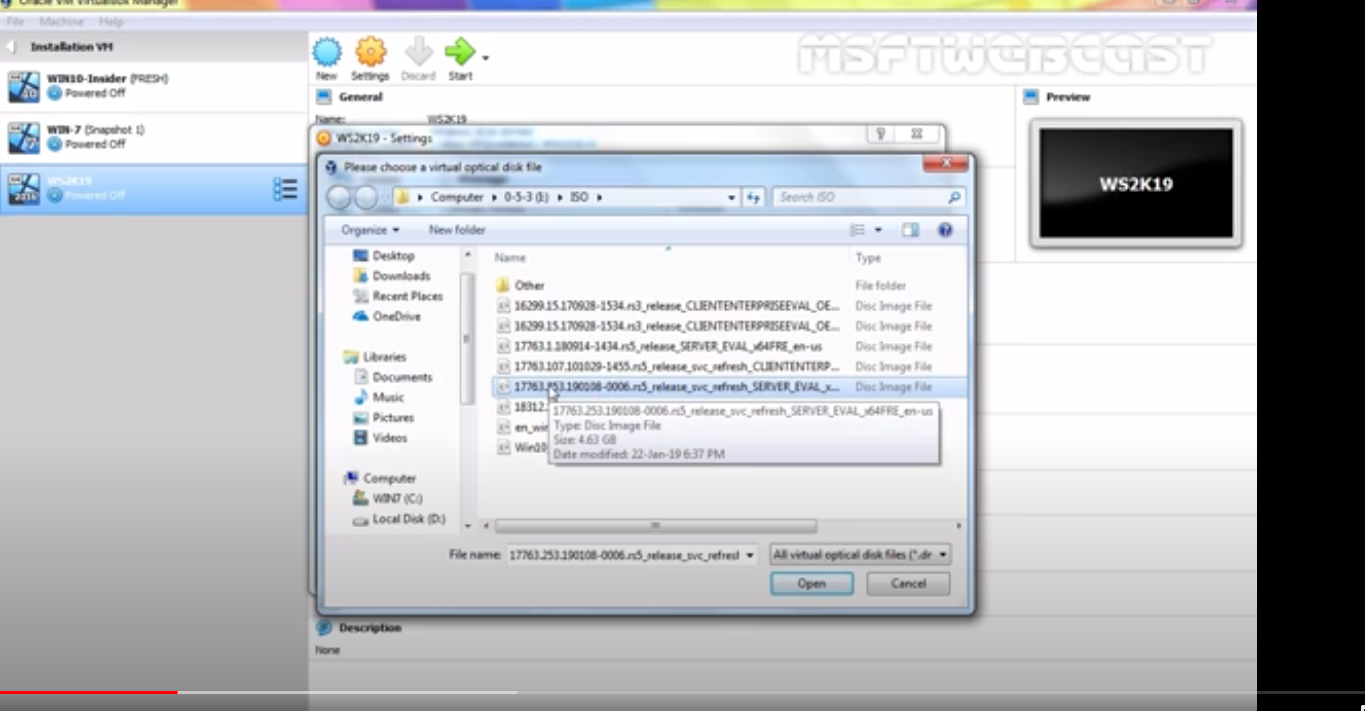 Oracle VM VirtualBox Manager
File Machine Help
Installation VM
WIN10-Insider (FRESH)
Powered Off
WIN-7 (Snapshot 1)
Powered Off
WS2K19
Powered Off
New Settings Discard Start
MSFTWEBCAST
General
Name: WS2K19
Preview
WS2K19
WS2K19 - Settings
Please choose a virtual optical disk file
Computer 0-5-3 (I:) ISO
Search ISO
Organize New folder
Desktop
Downloads
Recent Places
OneDrive
Libraries
Documents
Music
Pictures
Videos
Computer
WIN7 (C:)
Local Disk (D:)
Name Type
Other File folder
16299.15.170928-1534.rs3_release_CLIENTENTERPRISEEVAL_OE... Disc Image File
16299.15.170928-1534.rs3_release_CLIENTENTERPRISEEVAL_OE... Disc Image File
17763.1.180914-1434.rs5_release_SERVER_EVAL_x64FRE_en-us Disc Image File
17763.107.101029-1455.rs5_release_svc_refresh_CLIENTENTERP... Disc Image File
17763.253.190108-0006.rs5_release_svc_refresh_SERVER_EVAL_x... Disc Image File
18312.
en_win
Win10
17763.253.190108-0006.rs5_release_svc_refresh_SERVER_EVAL_x64FRE_en-us
Type: Disc Image File
Size: 4.63 GB
Date modified: 22-Jan-19 6:37 PM
File name: 17763.253.190108-0006.rs5_release_svc_refresh
All virtual optical disk files (*.dr
Open Cancel
Description
None